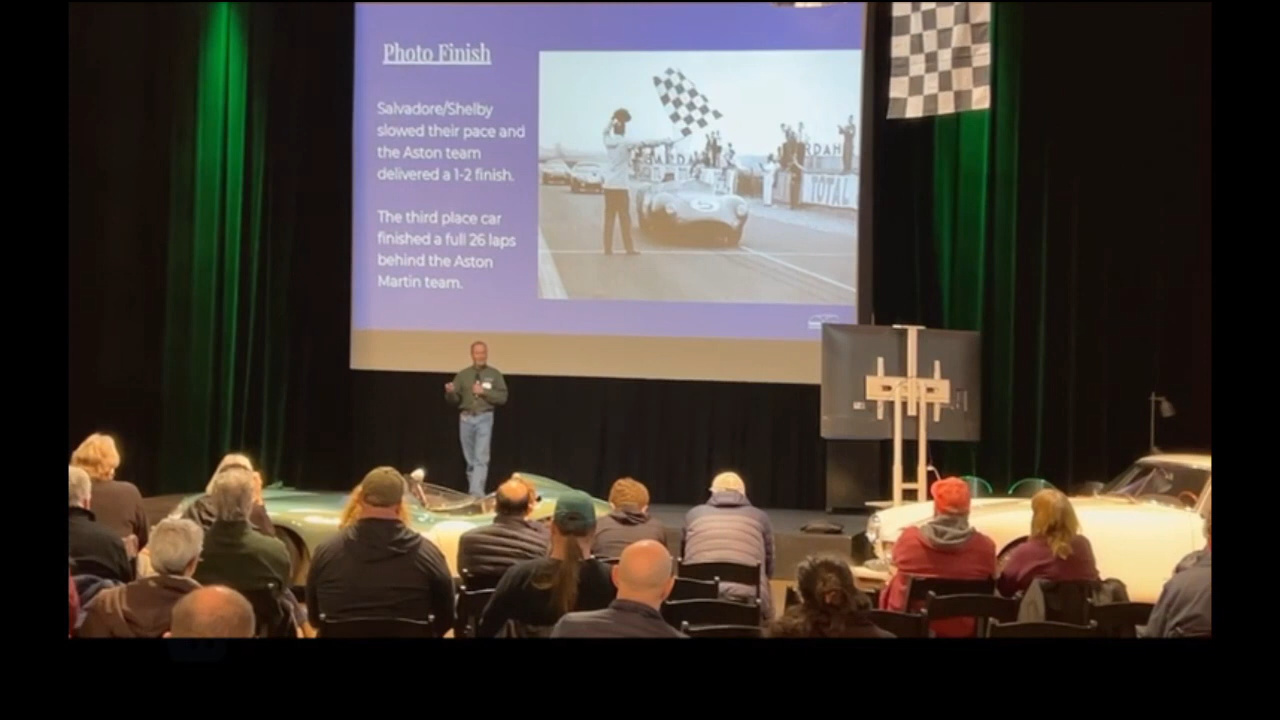 Photo Finish
Salvadore/Shelby
slowed their pace and
the Aston team
delivered a 1-2 finish.
The third place car
finished a full 26 laps
behind the Aston
Martin team.
TOTAL